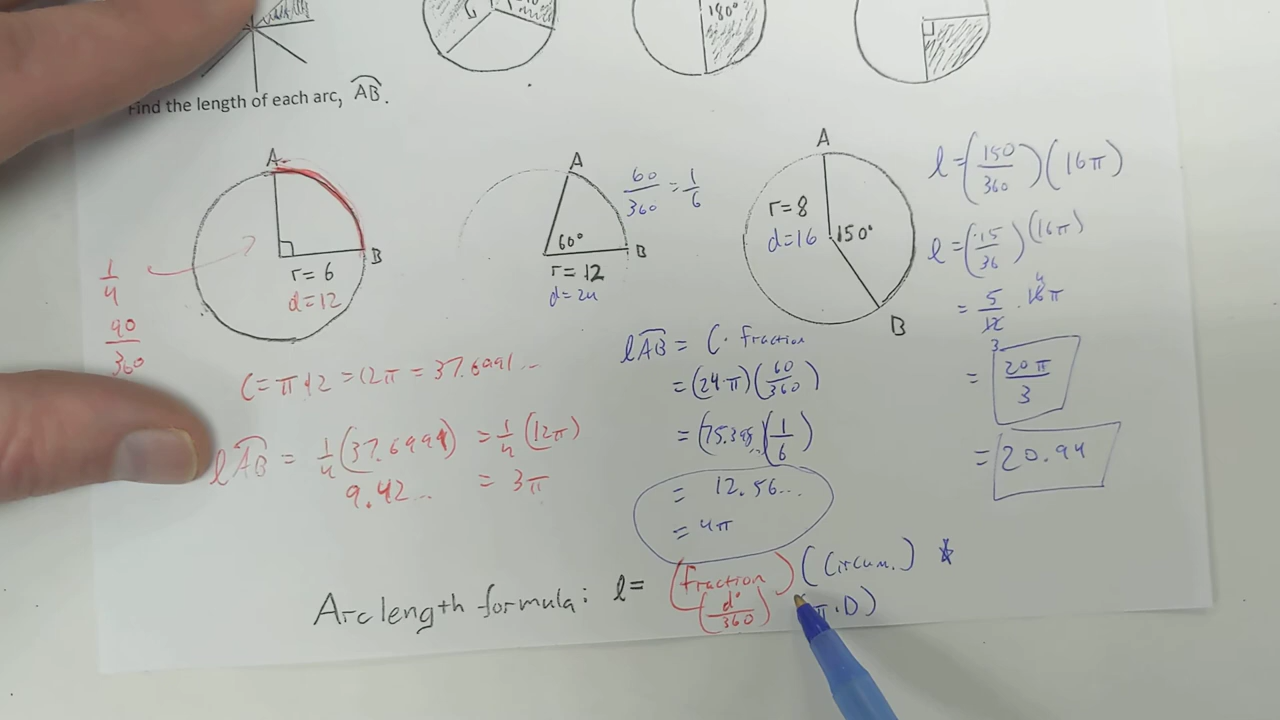 180°
Find the length of each arc, AB.
A
B
r=6
d=12
1/4
90/360
C=π·12=12π=37.6991...
lAB = 1/4(37.6991) =1/4(12π)
9.42... = 3π
A
60°
B
r=12
d=24
60/360=1/6
lAB = C· fraction
=(24π)(60/360)
=(75.398...)(1/6)
= 12.56...
= 4π
A
r=8
d=16
150°
B
l=(150/360)(16π)
l=(15/36)(16π)
= 5/12 · 16π
4
3
= 20π/3
=20.94
Arc length formula: l= (fraction)(Circum.)
(d°/360) π·D)